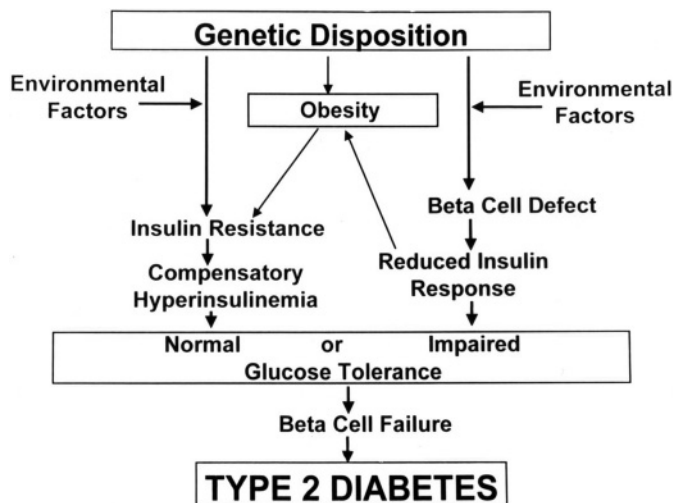 Genetic Disposition
Environmental
Factors
Obesity
Environmental
Factors
Insulin Resistance
Compensatory
Hyperinsulinemia
Beta Cell Defect
Reduced Insulin
Response
Normal or Impaired
Glucose Tolerance
Beta Cell Failure
TYPE 2 DIABETES